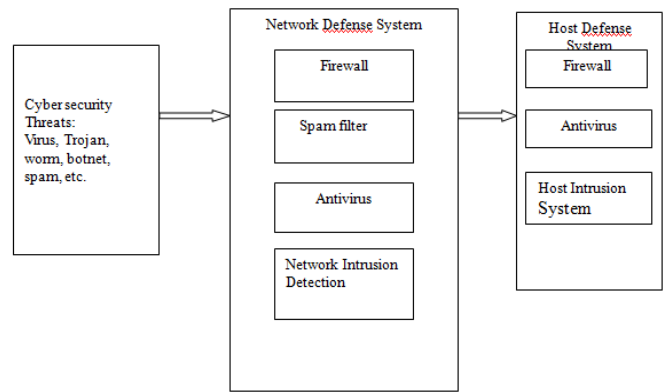 Cyber security
Threats:
Virus, Trojan,
worm, botnet,
spam, etc.
Network Defense System
Firewall
Spam filter
Antivirus
Network Intrusion
Detection
Host Defense
System
Firewall
Antivirus
Host Intrusion
System